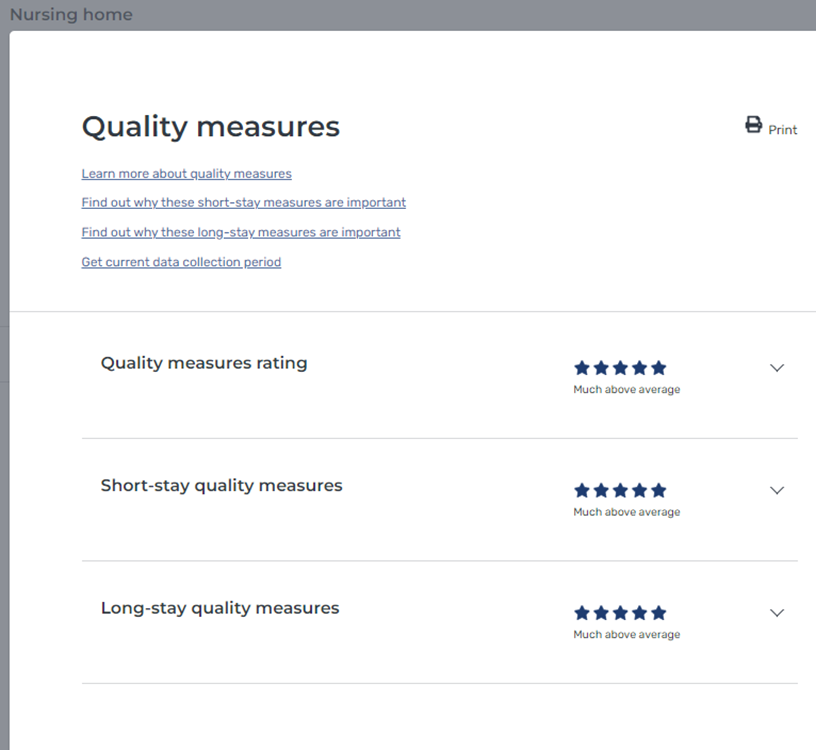 Nursing home
Quality measures
Print
Learn more about quality measures
Find out why these short-stay measures are important
Find out why these long-stay measures are important
Get current data collection period
Quality measures rating
Much above average
Short-stay quality measures
Much above average
Long-stay quality measures
Much above average